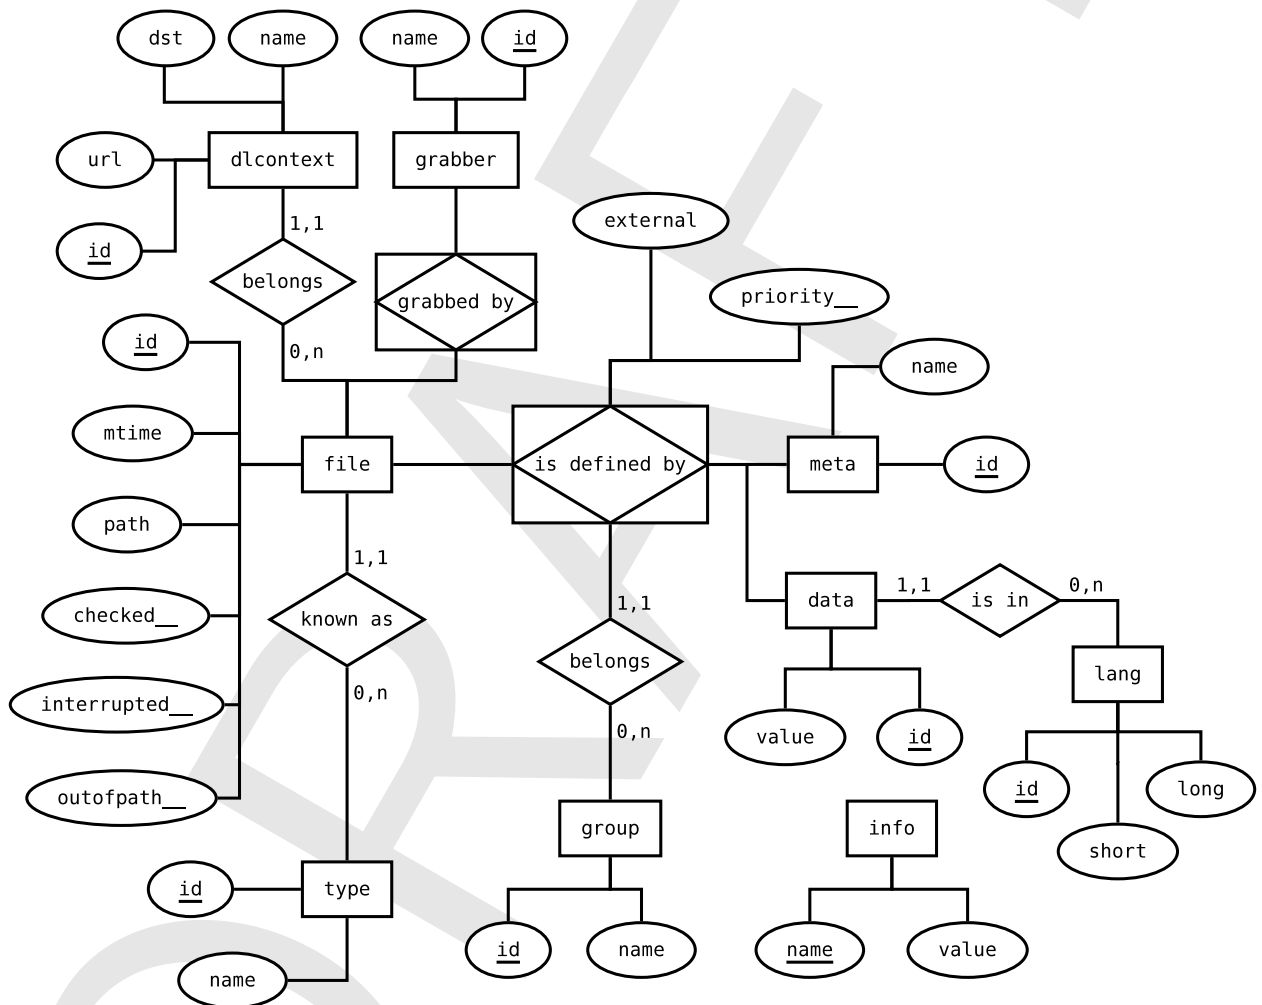 dst name name id
url dlcontext grabber
1,1 external
id belongs grabbed by priority__
id 0,n name
mtime file is defined by meta id
path 1,1
checked__ known as 1,1 data 1,1 is in 0,n
belongs lang
interrupted__ 0,n 0,n value id
outofpath__ group info id long
short
id type
id name name value
name
DRAFT